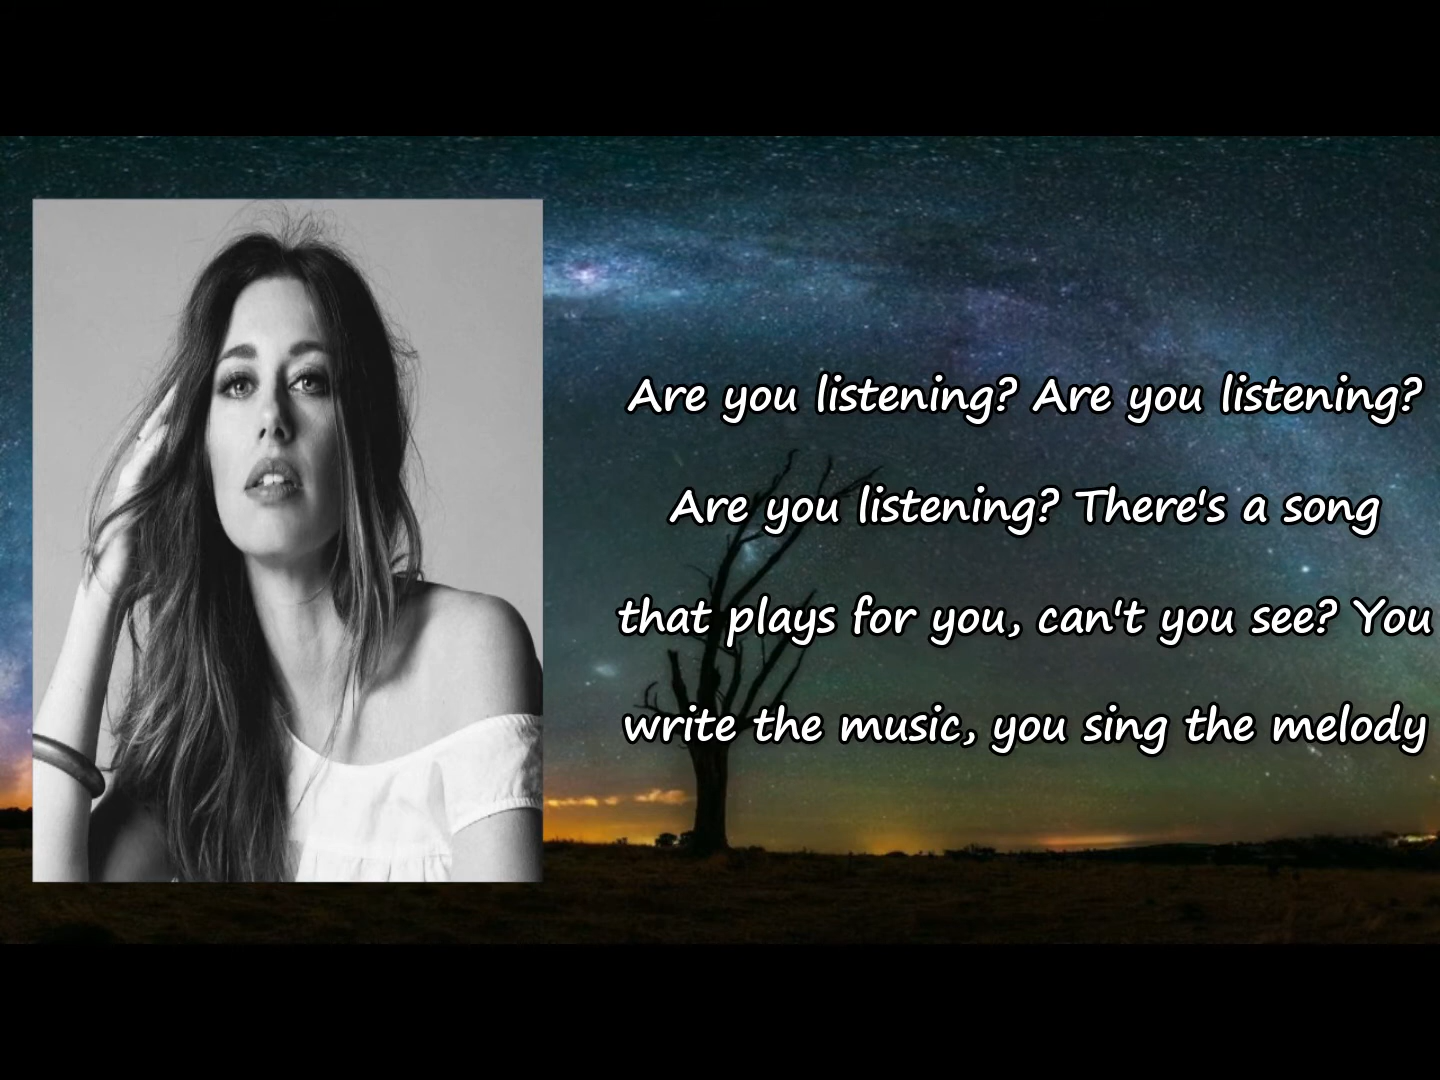 Are you listening? Are you listening?
Are you listening? There's a song
that plays for you, can't you see? You
write the music, you sing the melody